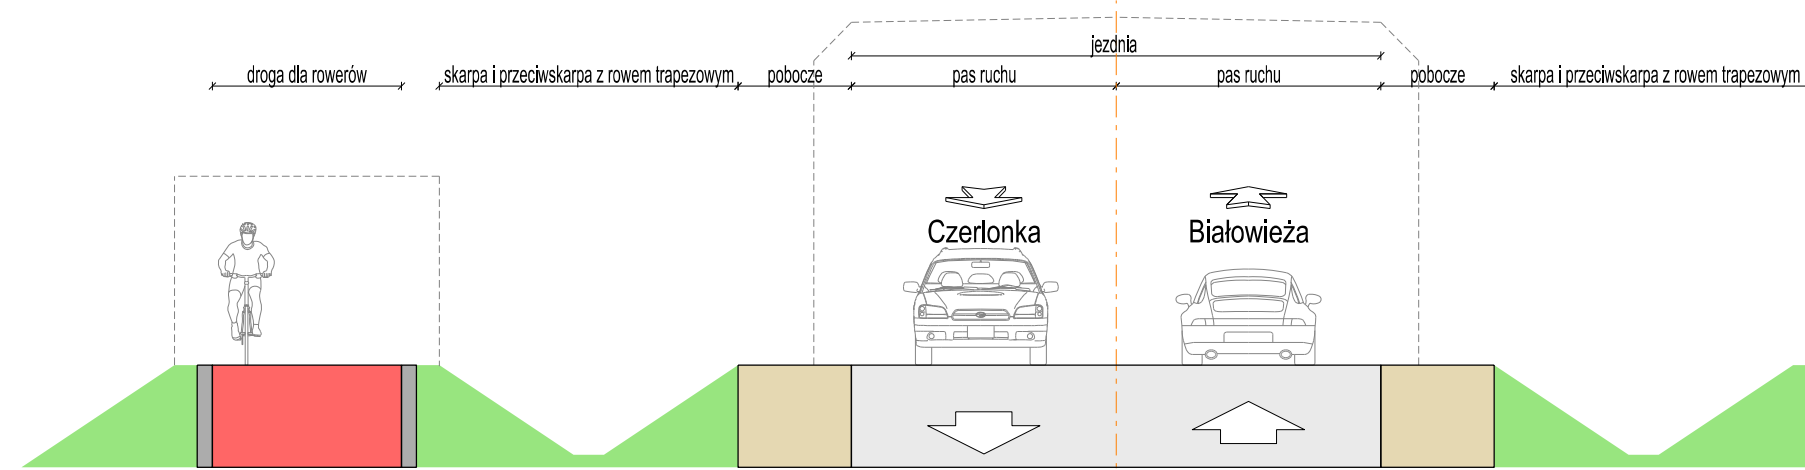 jezdnia
droga dla rowerów
skarpa i przeciwskarpa z rowem trapezowym
pobocze
pas ruchu
pas ruchu
pobocze
skarpa i przeciwskarpa z rowem trapezowym
Czerlonka
Białowieża